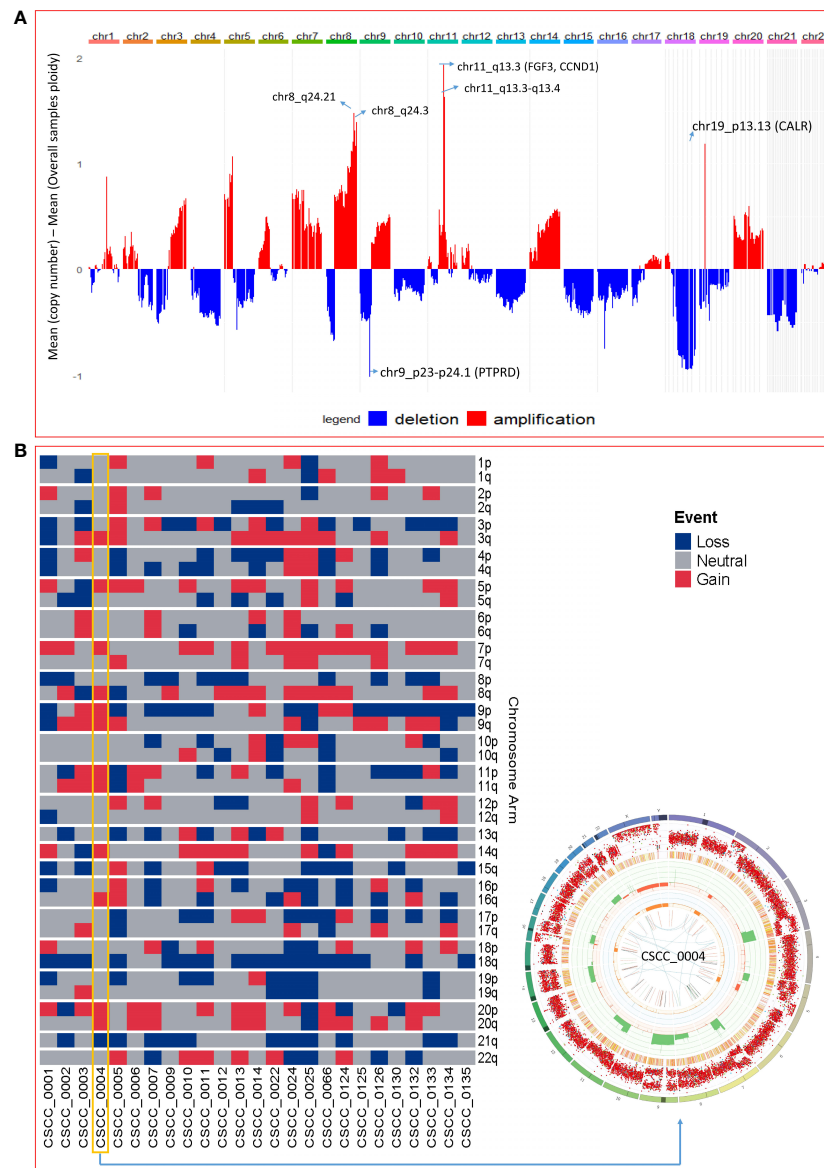 A
chr1 chr2 chr3 chr4 chr5 chr6 chr7 chr8 chr9 chr10 chr11 chr12 chr13 chr14 chr15 chr16 chr17 chr18 chr19 chr20 chr21 chr2
Mean (copy number) – Mean (Overall samples ploidy)
2
1
0
-1
chr11_q13.3 (FGF3, CCND1)
chr11_q13.3-q13.4
chr8_q24.21
chr8_q24.3
chr19_p13.13 (CALR)
chr9_p23-p24.1 (PTPRD)
legend deletion amplification
B
1p
1q
2p
2q
3p
3q
4p
4q
5p
5q
6p
6q
7p
7q
8p
8q
9p
9q
10p
10q
11p
11q
12p
12q
13q
14q
15q
16p
16q
17p
17q
18p
18q
19p
19q
20p
20q
21q
22q
Chromosome Arm
Event
Loss
Neutral
Gain
CSCC_0001
CSCC_0002
CSCC_0003
CSCC_0004
CSCC_0005
CSCC_0006
CSCC_0007
CSCC_0009
CSCC_0010
CSCC_0011
CSCC_0012
CSCC_0013
CSCC_0014
CSCC_0022
CSCC_0024
CSCC_0025
CSCC_0066
CSCC_0124
CSCC_0125
CSCC_0126
CSCC_0130
CSCC_0132
CSCC_0133
CSCC_0134
CSCC_0135
CSCC_0004